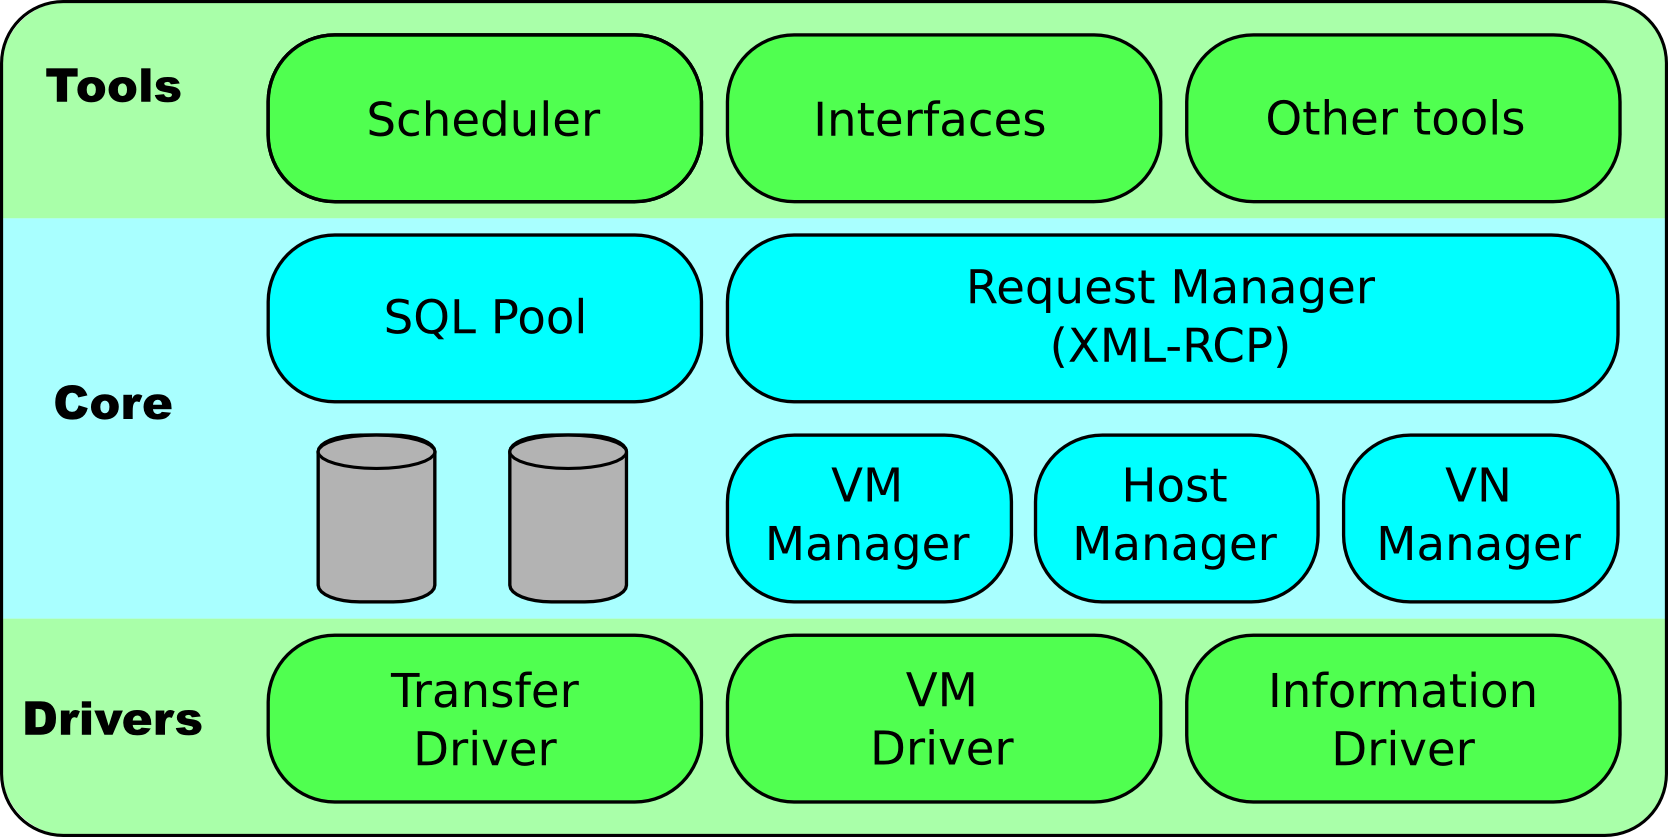 Tools
Scheduler
Interfaces
Other tools
Core
SQL Pool
Request Manager
(XML-RCP)
VM
Manager
Host
Manager
VN
Manager
Drivers
Transfer
Driver
VM
Driver
Information
Driver